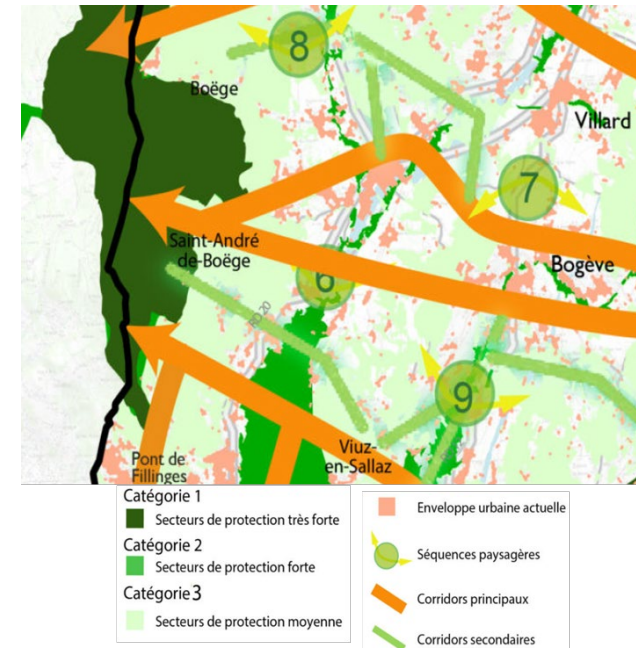 8
Boëge
Villard
7
Saint-André
de-Boëge
Bogève
6
RD 20
9
Viuz-
en-Sallaz
Pont de
Fillinges
Catégorie 1
Secteurs de protection très forte
Catégorie 2
Secteurs de protection forte
Catégorie 3
Secteurs de protection moyenne
Enveloppe urbaine actuelle
Séquences paysagères
Corridors principaux
Corridors secondaires